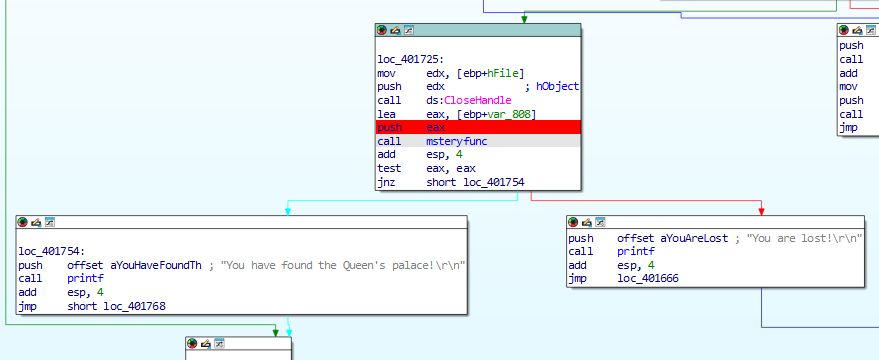 loc_401725:
mov edx, [ebp+hFile]
push edx ; hObject
call ds:CloseHandle
lea eax, [ebp+var_808]
push eax
call msteryfunc
add esp, 4
test eax, eax
jnz short loc_401754
push
call
add
mov
push
call
jmp
loc_401754:
push offset aYouHaveFoundTh ; "You have found the Queen's palace!\r\n"
call printf
add esp, 4
jmp short loc_401768
push offset aYouAreLost ; "You are lost!\r\n"
call printf
add esp, 4
jmp loc_401666